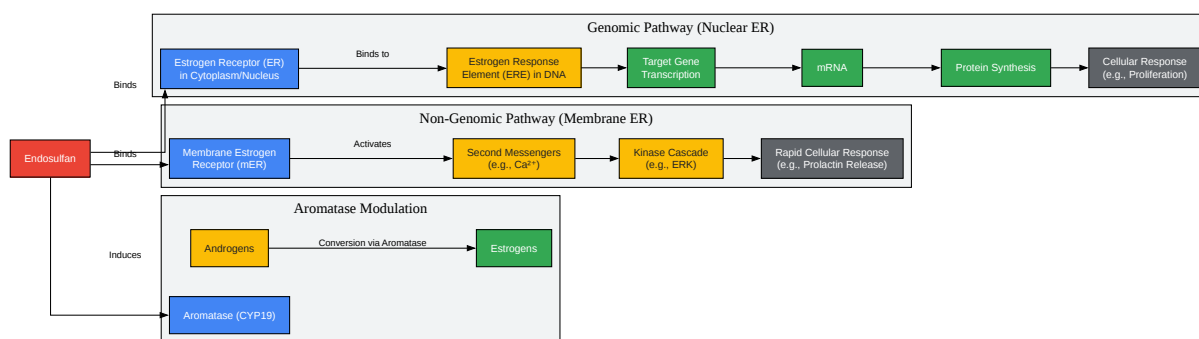 Genomic Pathway (Nuclear ER)
Estrogen Receptor (ER)
in Cytoplasm/Nucleus
Binds to
Estrogen Response
Element (ERE) in DNA
Target Gene
Transcription
mRNA
Protein Synthesis
Cellular Response
(e.g., Proliferation)
Binds
Non-Genomic Pathway (Membrane ER)
Endosulfan
Binds
Membrane Estrogen
Receptor (mER)
Activates
Second Messengers
(e.g., Ca²⁺)
Kinase Cascade
(e.g., ERK)
Rapid Cellular Response
(e.g., Prolactin Release)
Aromatase Modulation
Androgens
Conversion via Aromatase
Estrogens
Induces
Aromatase (CYP19)